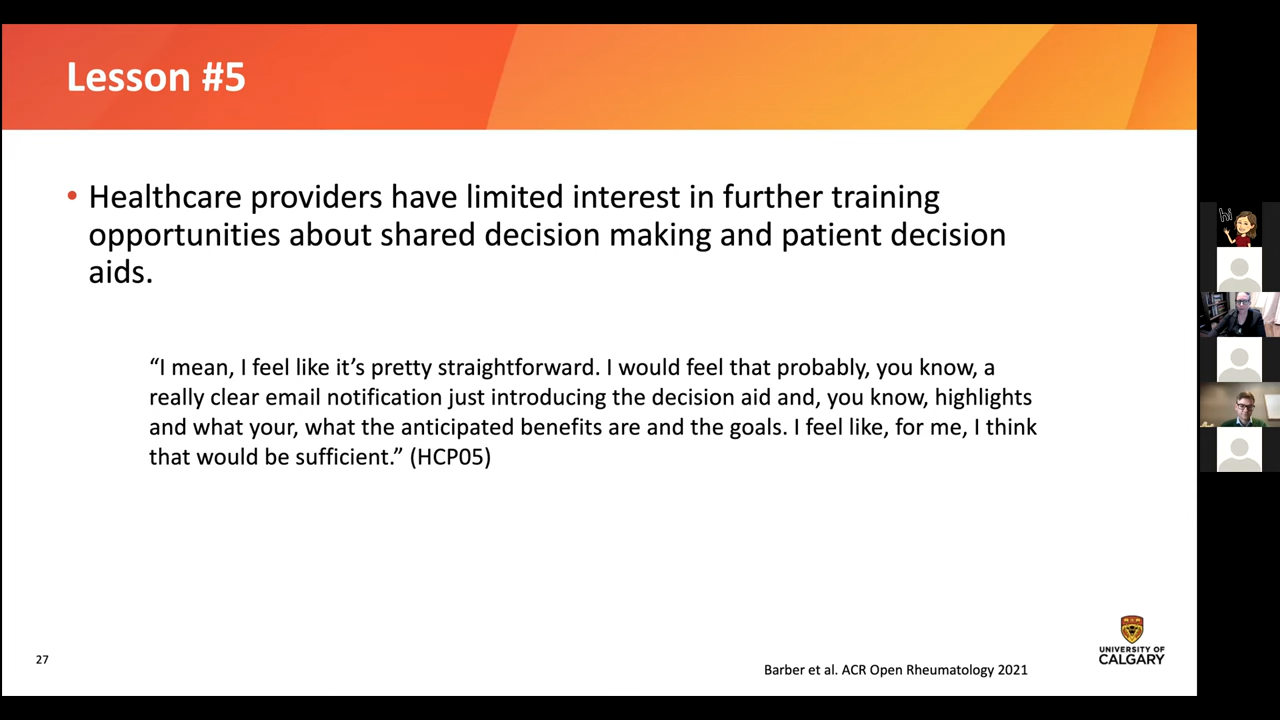 Lesson #5
• Healthcare providers have limited interest in further training
opportunities about shared decision making and patient decision
aids.
“I mean, I feel like it’s pretty straightforward. I would feel that probably, you know, a
really clear email notification just introducing the decision aid and, you know, highlights
and what your, what the anticipated benefits are and the goals. I feel like, for me, I think
that would be sufficient.” (HCP05)
27
Barber et al. ACR Open Rheumatology 2021
UNIVERSITY OF
CALGARY
hi